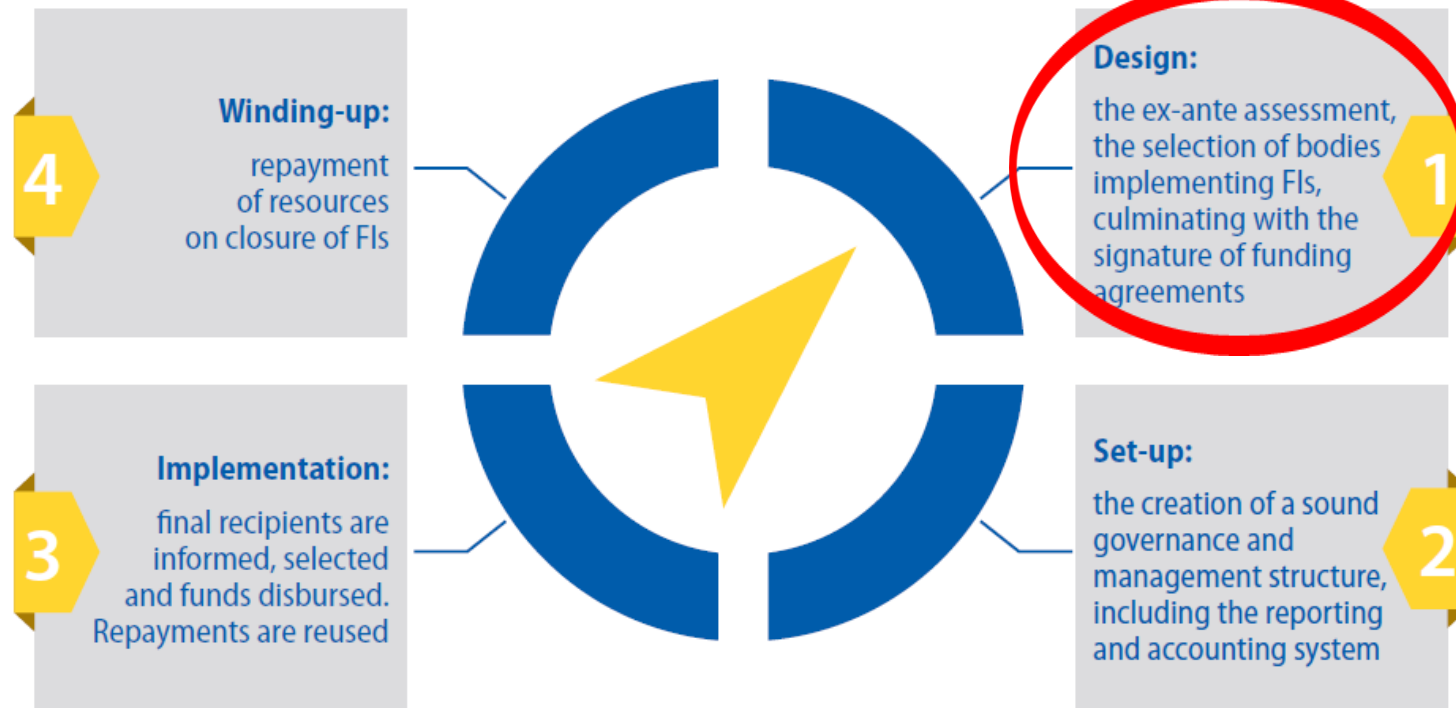 Design:
the ex-ante assessment,
the selection of bodies
implementing FIs,
culminating with the
signature of funding
agreements
1
Set-up:
the creation of a sound
governance and
management structure,
including the reporting
and accounting system
2
Implementation:
final recipients are
informed, selected
and funds disbursed.
Repayments are reused
3
Winding-up:
repayment
of resources
on closure of FIs
4